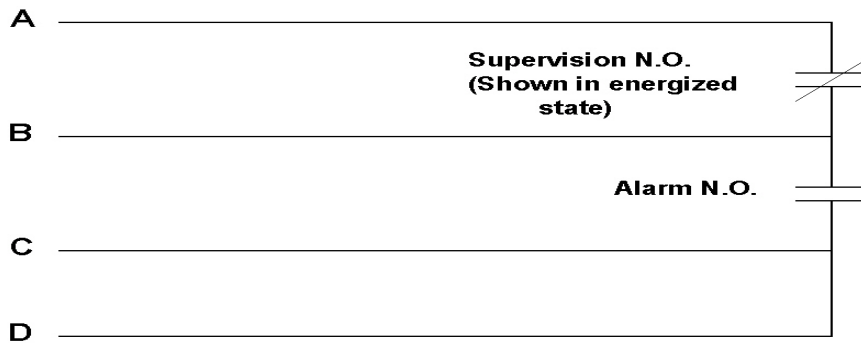 A
Supervision N.O.
(Shown in energized
state)
B
Alarm N.O.
C
D